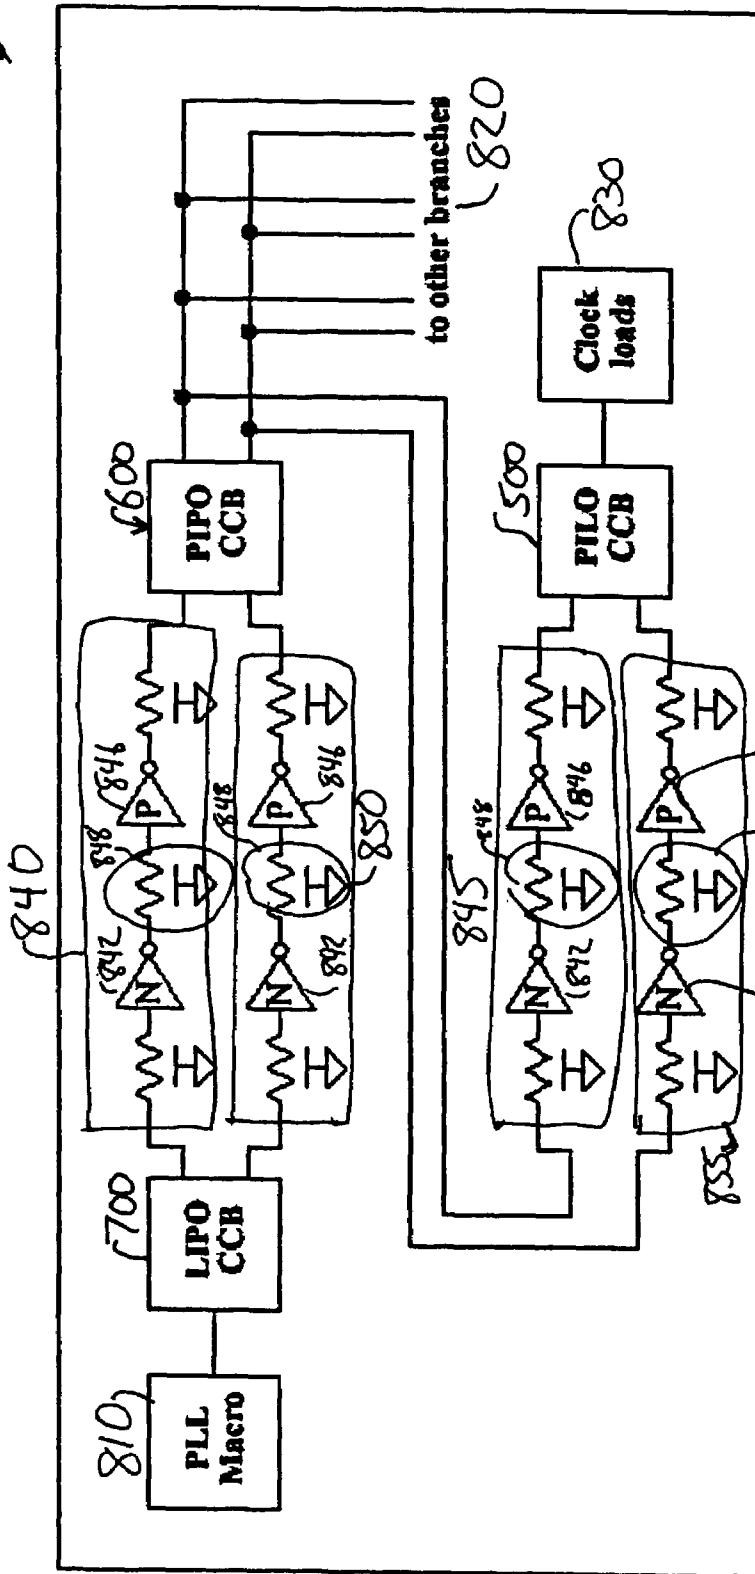 840
810
PLL
Macro
700
LIPO
CCB
842
N
848
846
P
842
N
848
846
P
850
600
PIPO
CCB
to other branches
820
845
842
N
848
846
P
N
P
855
500
PILO
CCB
830
Clock
loads